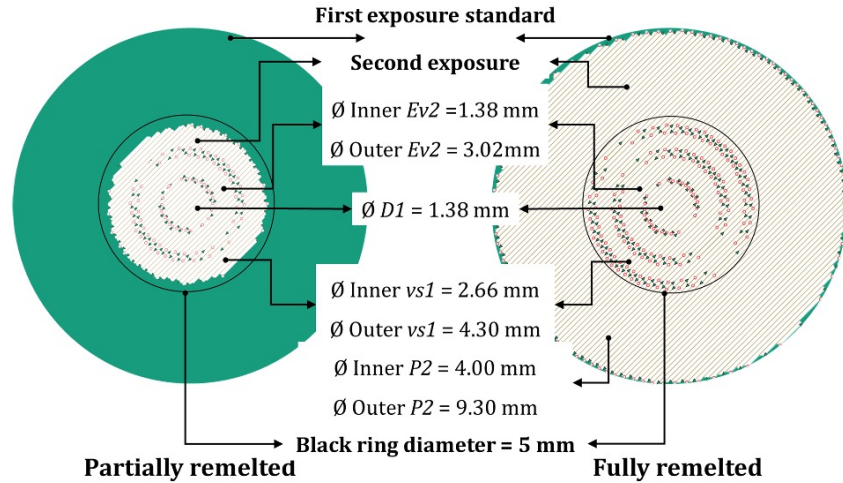 First exposure standard
Second exposure
Ø Inner Ev2 =1.38 mm
Ø Outer Ev2 = 3.02mm
Ø D1 = 1.38 mm
Ø Inner vs1 = 2.66 mm
Ø Outer vs1 = 4.30 mm
Ø Inner P2 = 4.00 mm
Ø Outer P2 = 9.30 mm
Black ring diameter = 5 mm
Partially remelted
Fully remelted